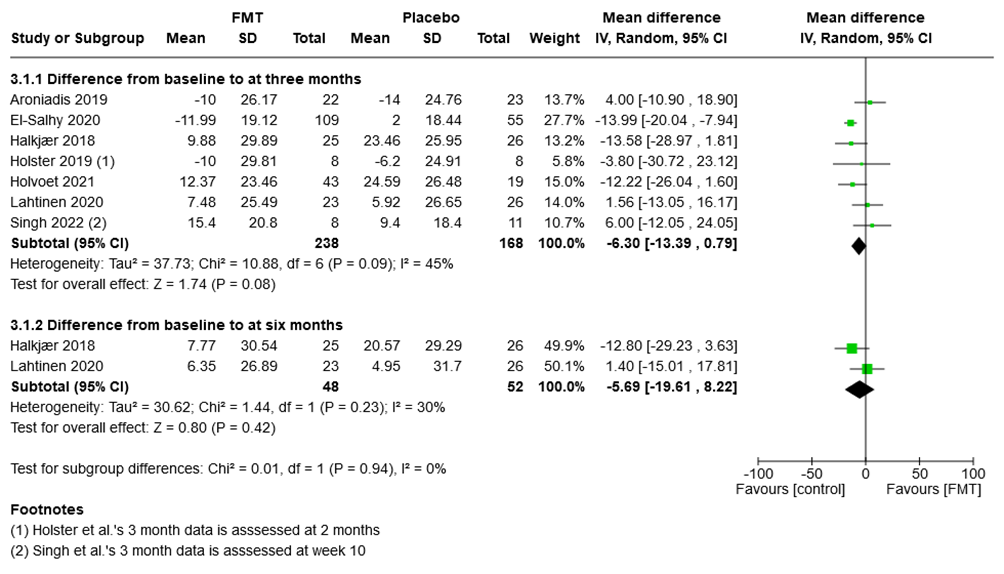 FMT Placebo Mean difference Mean difference
Study or Subgroup Mean SD Total Mean SD Total Weight IV, Random, 95% CI IV, Random, 95% CI
3.1.1 Difference from baseline to at three months
Aroniadis 2019 -10 26.17 22 -14 24.76 23 13.7% 4.00 [-10.90 , 18.90]
El-Salhy 2020 -11.99 19.12 109 2 18.44 55 27.7% -13.99 [-20.04 , -7.94]
Halkjær 2018 9.88 29.89 25 23.46 25.95 26 13.2% -13.58 [-28.97 , 1.81]
Holster 2019 (1) -10 29.81 8 -6.2 24.91 8 5.8% -3.80 [-30.72 , 23.12]
Holvoet 2021 12.37 23.46 43 24.59 26.48 19 15.0% -12.22 [-26.04 , 1.60]
Lahtinen 2020 7.48 25.49 23 5.92 26.65 26 14.0% 1.56 [-13.05 , 16.17]
Singh 2022 (2) 15.4 20.8 8 9.4 18.4 11 10.7% 6.00 [-12.05 , 24.05]
Subtotal (95% CI) 238 168 100.0% -6.30 [-13.39 , 0.79]
Heterogeneity: Tau² = 37.73; Chi² = 10.88, df = 6 (P = 0.09); I² = 45%
Test for overall effect: Z = 1.74 (P = 0.08)
3.1.2 Difference from baseline to at six months
Halkjær 2018 7.77 30.54 25 20.57 29.29 26 49.9% -12.80 [-29.23 , 3.63]
Lahtinen 2020 6.35 26.89 23 4.95 31.7 26 50.1% 1.40 [-15.01 , 17.81]
Subtotal (95% CI) 48 52 100.0% -5.69 [-19.61 , 8.22]
Heterogeneity: Tau² = 30.62; Chi² = 1.44, df = 1 (P = 0.23); I² = 30%
Test for overall effect: Z = 0.80 (P = 0.42)
Test for subgroup differences: Chi² = 0.01, df = 1 (P = 0.94), I² = 0%
-100 -50 0 50 100
Favours [control] Favours [FMT]
Footnotes
(1) Holster et al.'s 3 month data is asssessed at 2 months
(2) Singh et al.'s 3 month data is asssessed at week 10